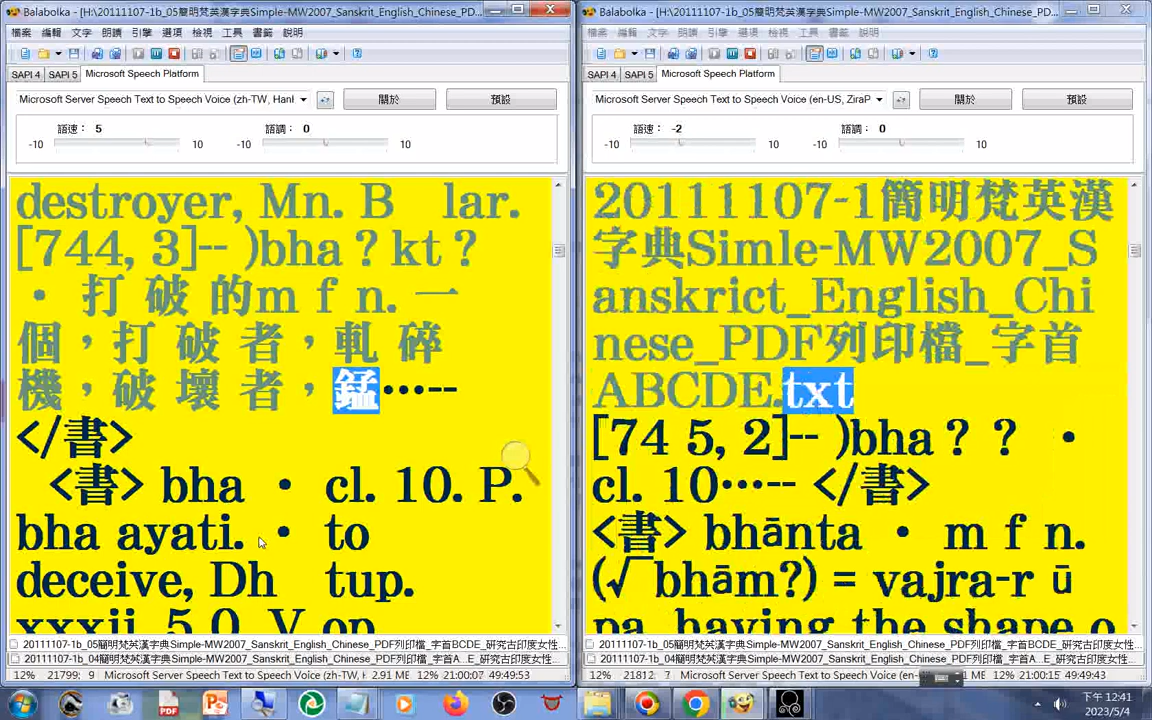 Balabolka - [H:\20111107-1b_05簡明梵英漢字典Simple-MW2007_Sanskrit_English_Chinese_PD...
檔案 編輯 文字 朗讀 引擎 選項 檢視 工具 書籤 說明
SAPI 4 SAPI 5 Microsoft Speech Platform
Microsoft Server Speech Text to Speech Voice (zh-TW, Hanl
關於
預設
語速： 5
語調： 0
-10 10 -10 10
destroyer, Mn. B lar.
[744, 3]-- )bha？kt？
• 打 破 的m f n. 一
個，打 破 者，軋 碎
機，破 壞 者，錳…--
</書>
<書> bha • cl. 10. P.
bha ayati. • to
deceive, Dh tup.
xxxii, 5 0, V op
20111107-1b_05簡明梵英漢字典Simple-MW2007_Sanskrit_English_Chinese_PDF列印檔_字首BCDE_研究古印度女性...
20111107-1b_04簡明梵英漢字典Simple-MW2007_Sanskrit_English_Chinese_PDF列印檔_字首A...E_研究古印度女性...
12% 21799: 9 Microsoft Server Speech Text to Speech Voice (zh-TW, 2.91 ME 12% 21:00:07 49:49:53
Balabolka - [H:\20111107-1b_05簡明梵英漢字典Simple-MW2007_Sanskrit_English_Chinese_PD...
檔案 編輯 文字 朗讀 引擎 選項 檢視 工具 書籤 說明
SAPI 4 SAPI 5 Microsoft Speech Platform
Microsoft Server Speech Text to Speech Voice (en-US, ZiraP
關於
預設
語速： -2
語調： 0
-10 10 -10 10
20111107-1簡明梵英漢
字典Simle-MW2007_S
anskrict_English_Chi
nese_PDF列印檔_字首
ABCDE.txt
[74 5, 2]-- )bha？？ •
cl. 10…-- </書>
<書> bhānta • m f n.
(√ bhām?) = vajra-r ū
pa, having the shape o
20111107-1b_05簡明梵英漢字典Simple-MW2007_Sanskrit_English_Chinese_PDF列印檔_字首BCDE_研究古印度女性...
20111107-1b_04簡明梵英漢字典Simple-MW2007_Sanskrit_English_Chinese_PDF列印檔_字首A...E_研究古印度女性...
12% 21812: 7 Microsoft Server Speech Text to Speech Voice 12% 21:00:15 49:49:43
PDF
下午 12:41
2023/5/4